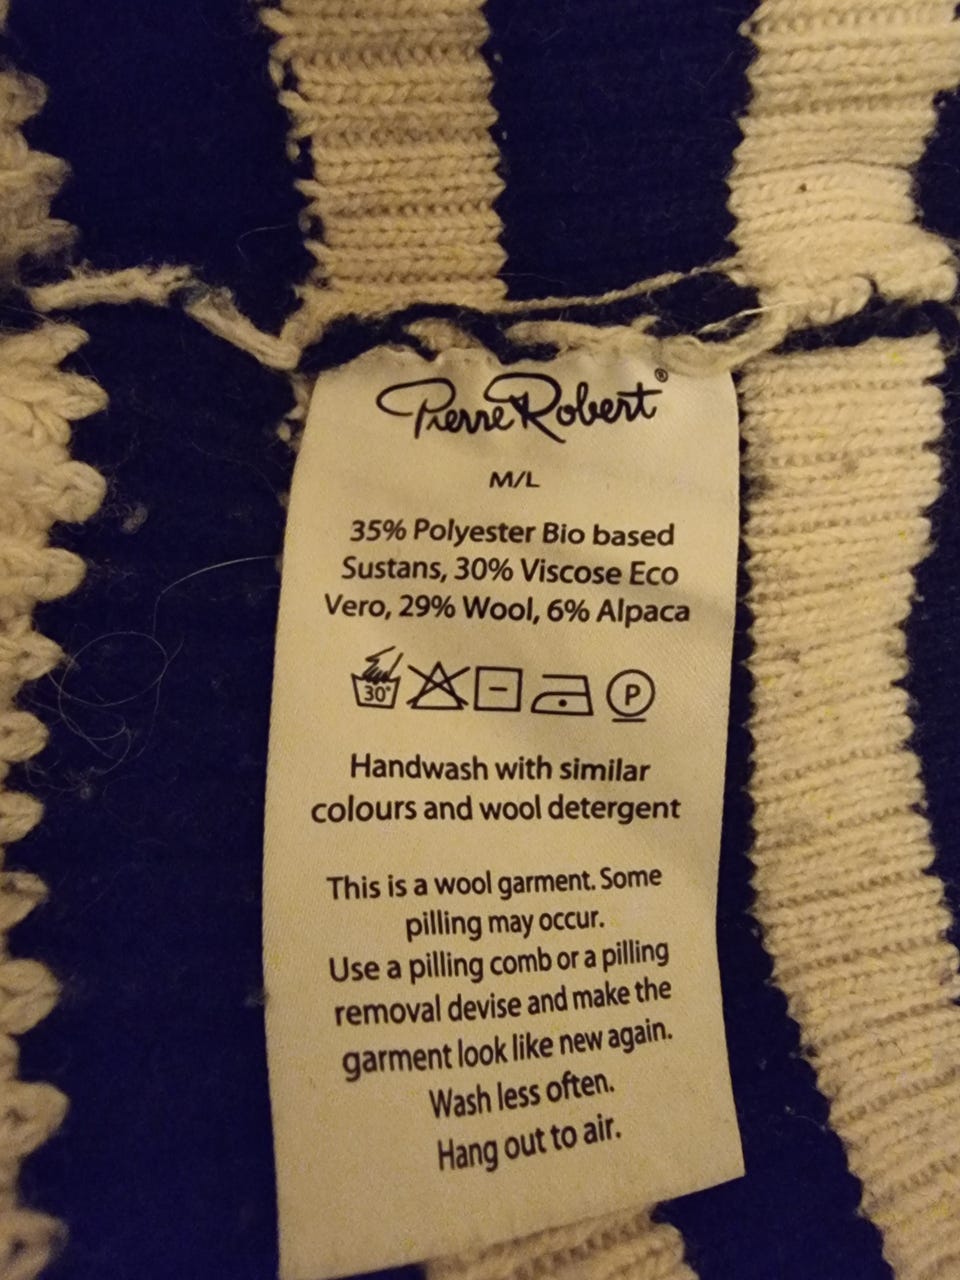 Pierre Robert®
M/L
35% Polyester Bio based
Sustans, 30% Viscose Eco
Vero, 29% Wool, 6% Alpaca
30° P
Handwash with similar
colours and wool detergent
This is a wool garment. Some
pilling may occur.
Use a pilling comb or a pilling
removal devise and make the
garment look like new again.
Wash less often.
Hang out to air.